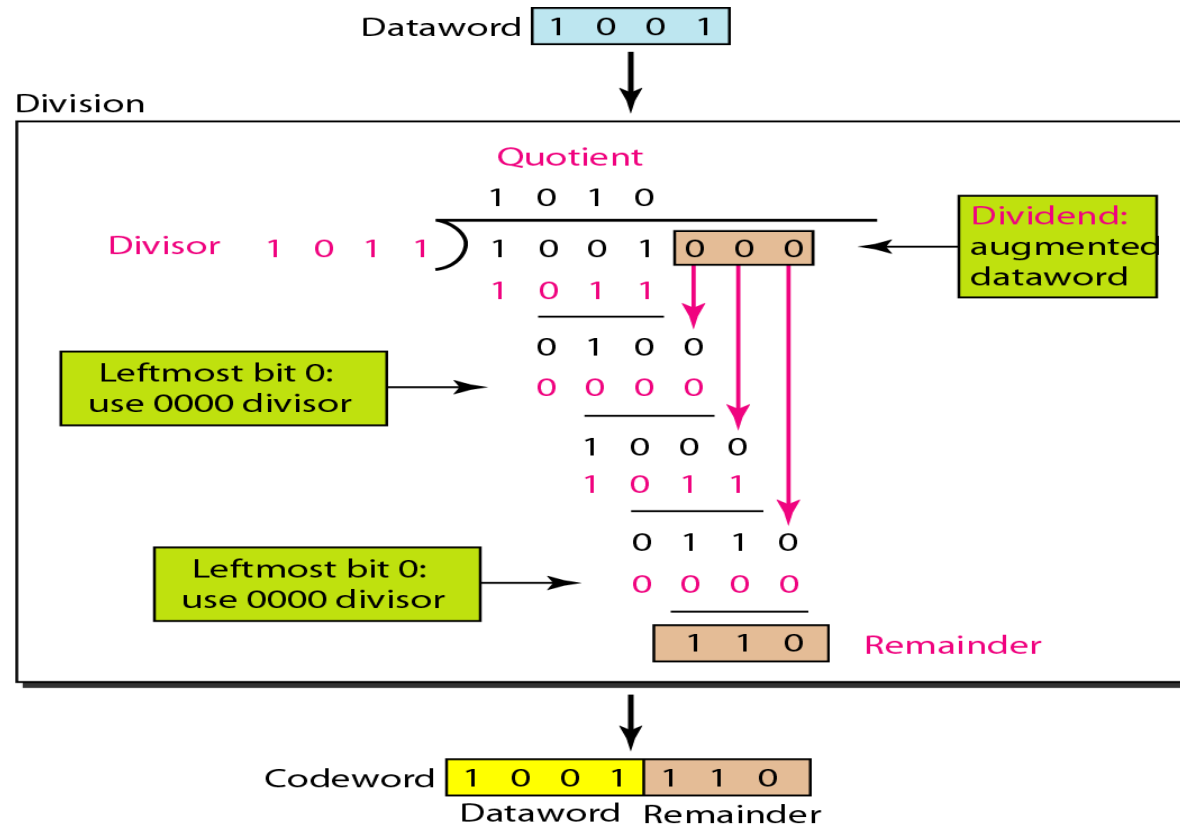 Dataword 1 0 0 1
Division
Quotient
1 0 1 0
Divisor 1 0 1 1 1 0 0 1 0 0 0
Dividend:
augmented
dataword
1 0 1 1
0 1 0 0
Leftmost bit 0:
use 0000 divisor
0 0 0 0
1 0 0 0
1 0 1 1
0 1 1 0
Leftmost bit 0:
use 0000 divisor
0 0 0 0
1 1 0 Remainder
Codeword 1 0 0 1 1 1 0
Dataword Remainder